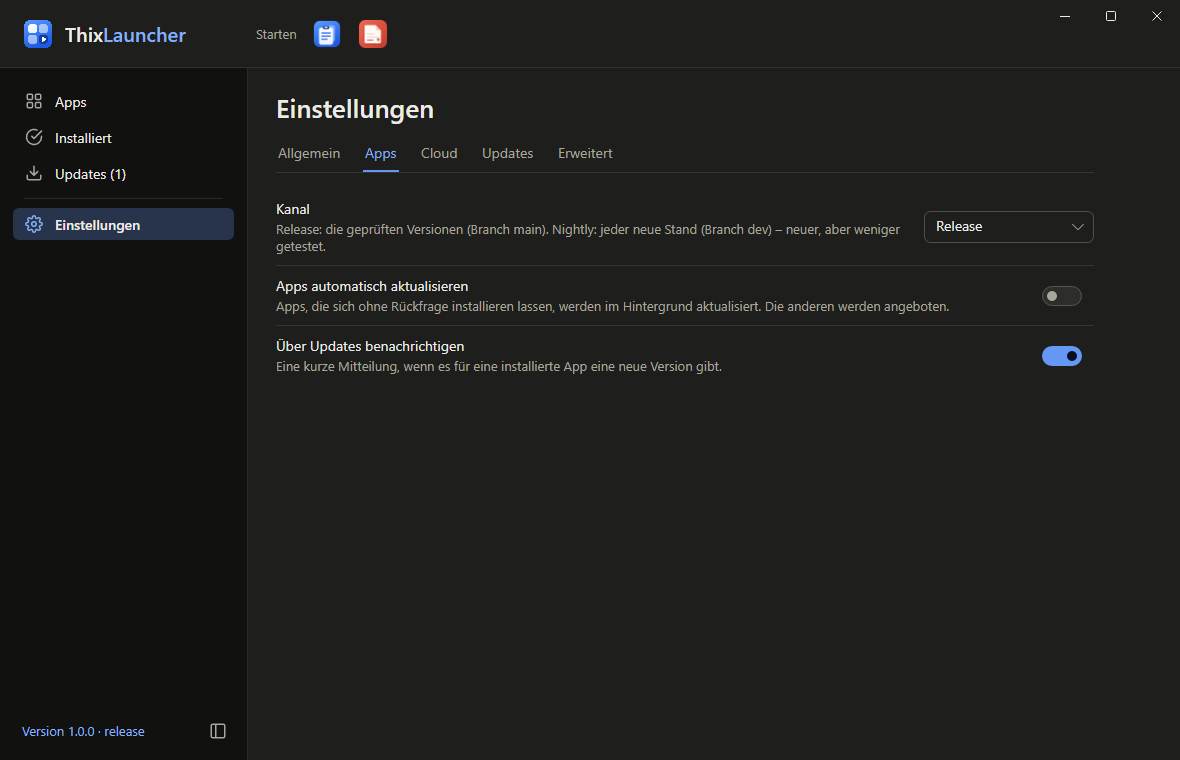 ThixLauncher
Starten
Apps
Installiert
Updates (1)
Einstellungen
Einstellungen
Allgemein Apps Cloud Updates Erweitert
Kanal
Release: die geprüften Versionen (Branch main). Nightly: jeder neue Stand (Branch dev) – neuer, aber weniger
getestet.
Release
Apps automatisch aktualisieren
Apps, die sich ohne Rückfrage installieren lassen, werden im Hintergrund aktualisiert. Die anderen werden angeboten.
Über Updates benachrichtigen
Eine kurze Mitteilung, wenn es für eine installierte App eine neue Version gibt.
Version 1.0.0 · release